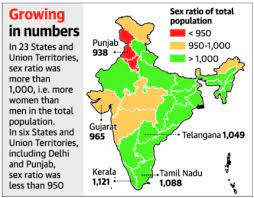 Growing
in numbers
In 23 States and
Union Territories,
sex ratio was
more than
1,000, i.e. more
women than
men in the total
population.
In six States and
Union Territories,
including Delhi
and Punjab,
sex ratio was
less than 950
Sex ratio of total
population
< 950
950-1,000
> 1,000
Punjab
938
Gujarat
965
Telangana 1,049
Kerala
1,121
Tamil Nadu
1,088